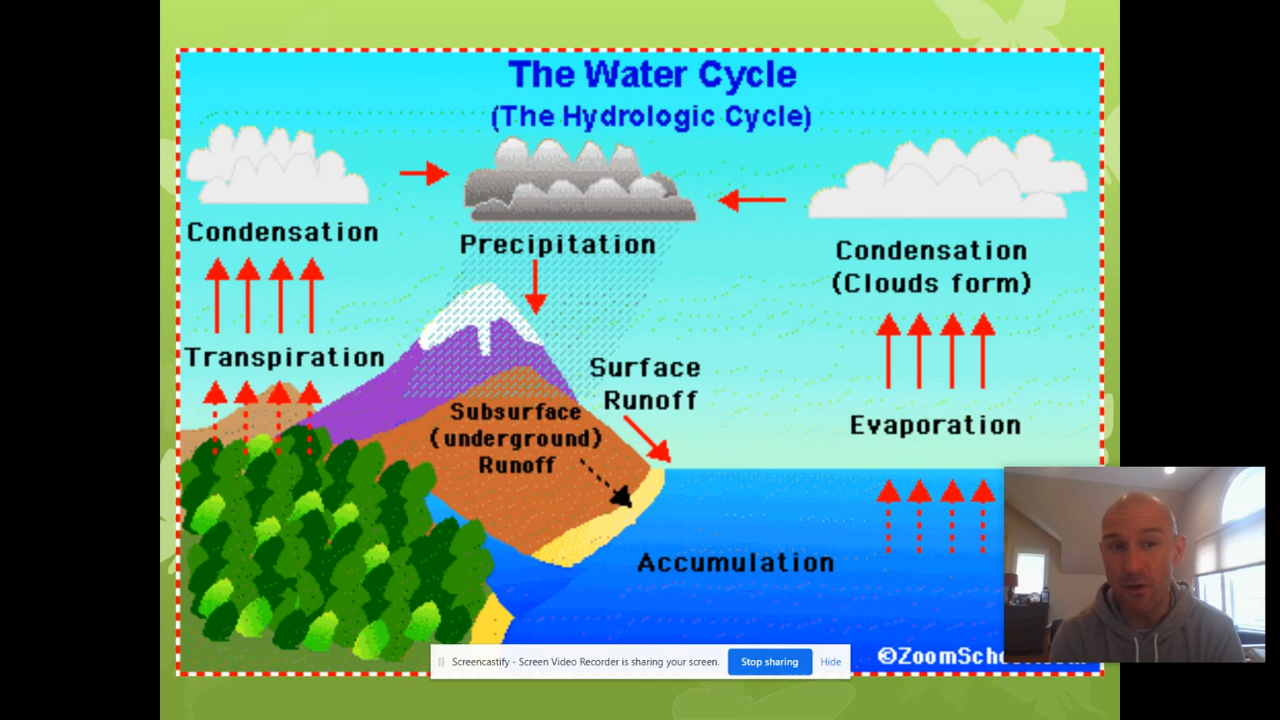 The Water Cycle
(The Hydrologic Cycle)
Condensation
Precipitation
Condensation
(Clouds form)
Transpiration
Surface
Runoff
Subsurface
(underground)
Runoff
Evaporation
Accumulation
Screencastify - Screen Video Recorder is sharing your screen.
Stop sharing
Hide